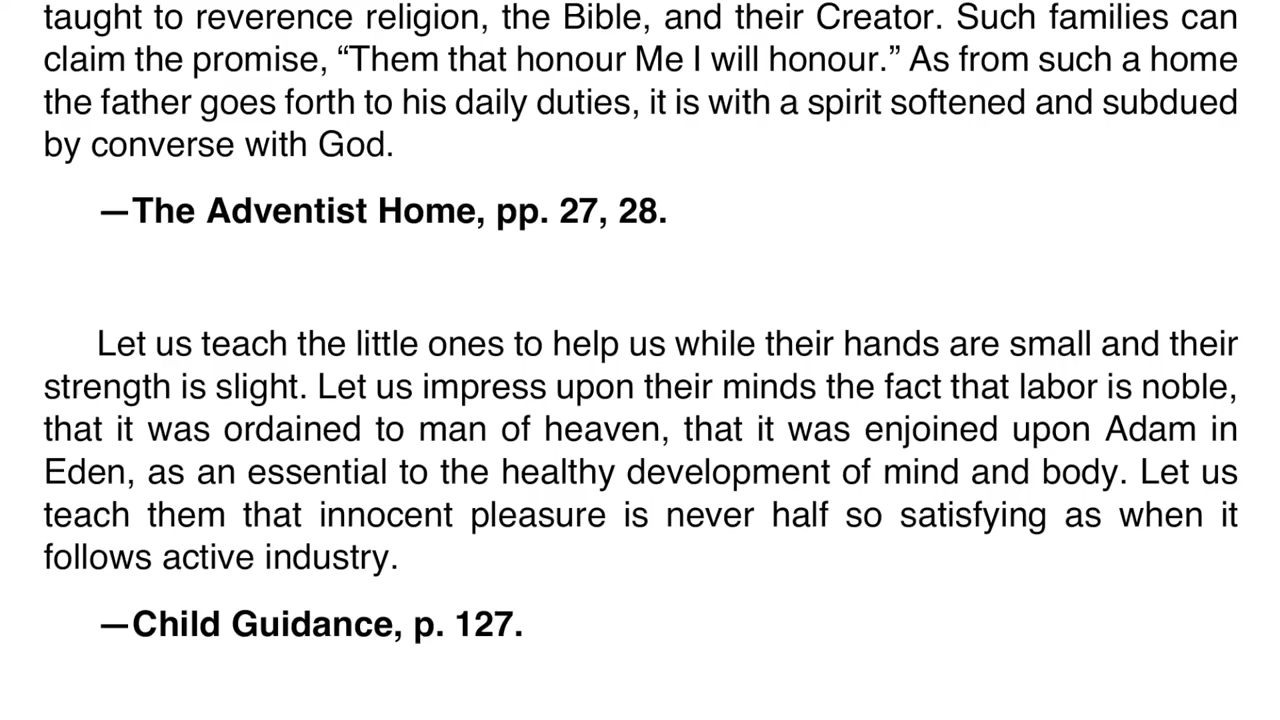 taught to reverence religion, the Bible, and their Creator. Such families can
claim the promise, “Them that honour Me I will honour.” As from such a home
the father goes forth to his daily duties, it is with a spirit softened and subdued
by converse with God.
—The Adventist Home, pp. 27, 28.
Let us teach the little ones to help us while their hands are small and their
strength is slight. Let us impress upon their minds the fact that labor is noble,
that it was ordained to man of heaven, that it was enjoined upon Adam in
Eden, as an essential to the healthy development of mind and body. Let us
teach them that innocent pleasure is never half so satisfying as when it
follows active industry.
—Child Guidance, p. 127.